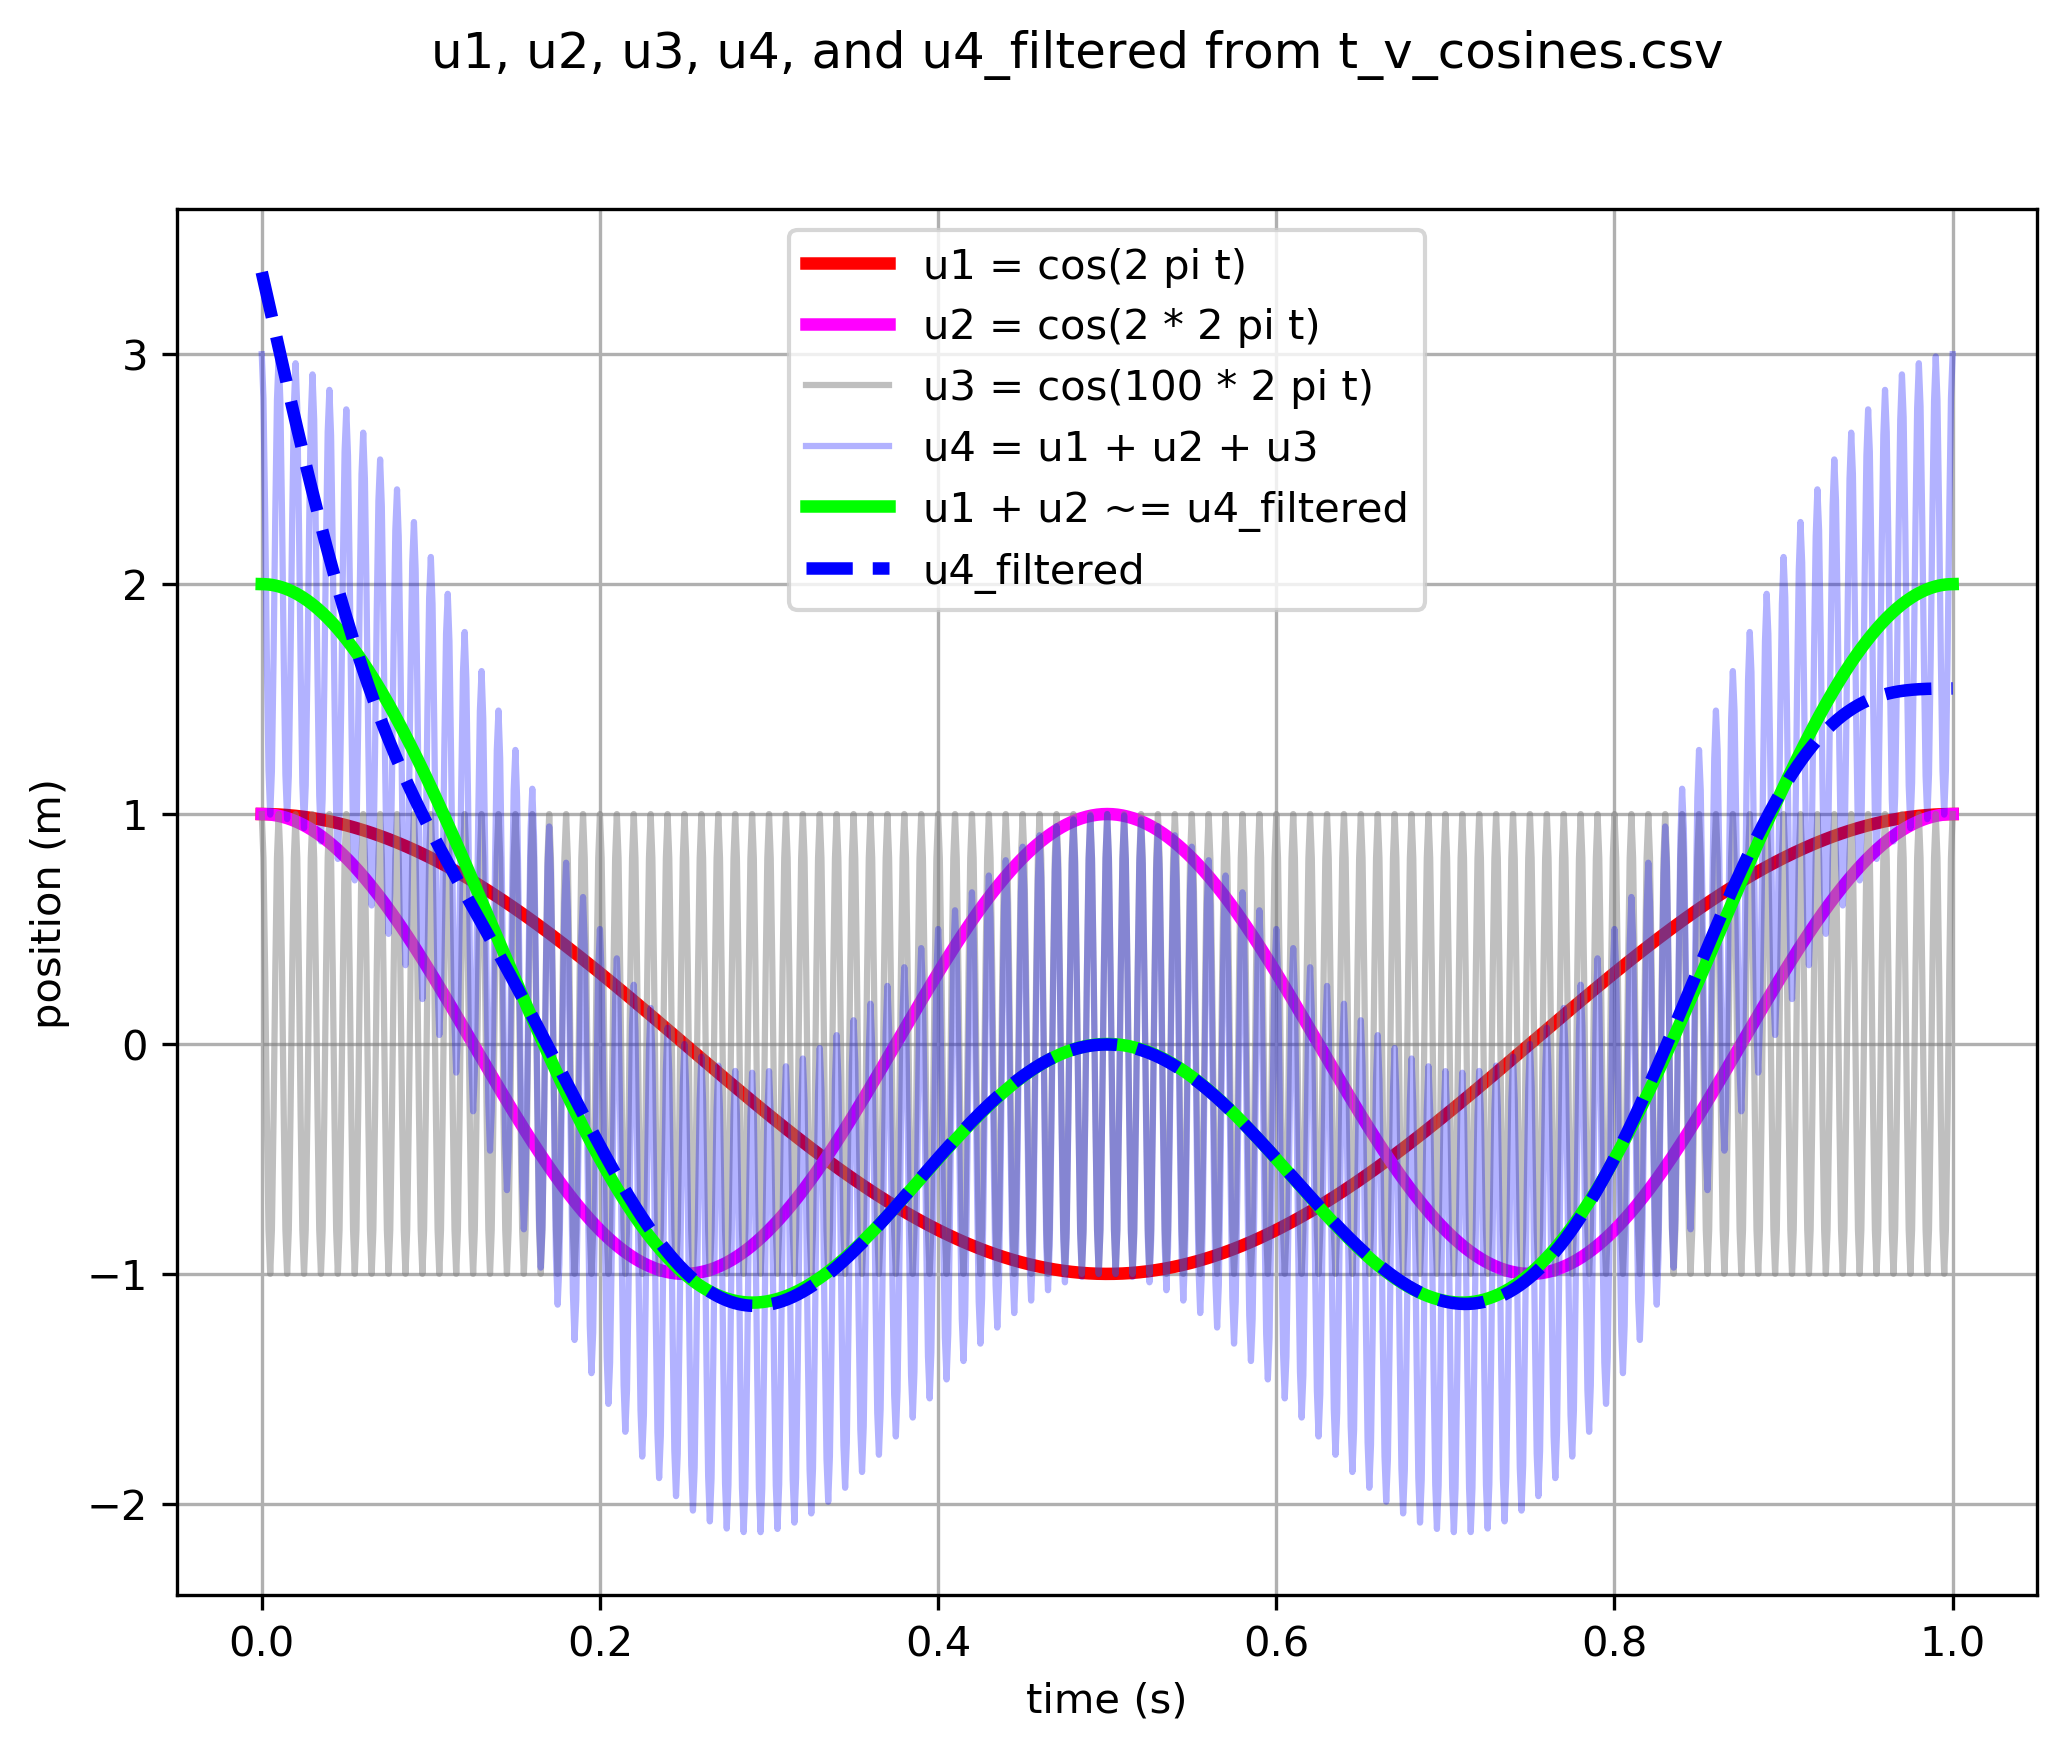 u1, u2, u3, u4, and u4_filtered from t_v_cosines.csv
u1 = cos(2 pi t)
u2 = cos(2 * 2 pi t)
u3 = cos(100 * 2 pi t)
u4 = u1 + u2 + u3
u1 + u2 ~= u4_filtered
u4_filtered
position (m)
3
2
1
0
−1
−2
0.0 0.2 0.4 0.6 0.8 1.0
time (s)